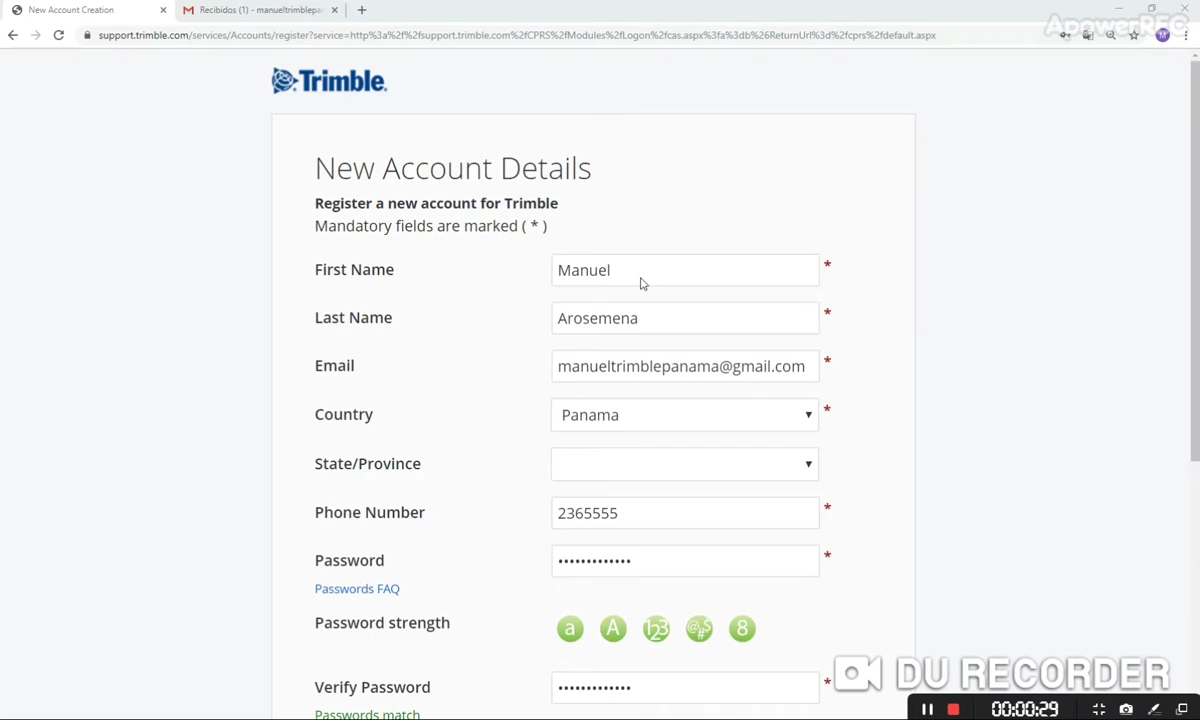 New Account Creation
Recibidos (1) - manueltrimblepa
ApowerREC
support.trimble.com/services/Accounts/register?service=http%3a%2f%2fsupport.trimble.com%2fCPRS%2fModules%2fLogon%2fcas.aspx%3fa%3db%26ReturnUrl%3d%2fcprs%2fdefault.aspx
M
Trimble.
New Account Details
Register a new account for Trimble
Mandatory fields are marked ( * )
First Name Manuel *
Last Name Arosemena *
Email manueltrimblepanama@gmail.com *
Country Panama *
State/Province
Phone Number 2365555 *
Password ••••••••••••• *
Passwords FAQ
Password strength a A 123 @#$ 8
Verify Password ••••••••••••• *
Passwords match
DU RECORDER
00:00:29